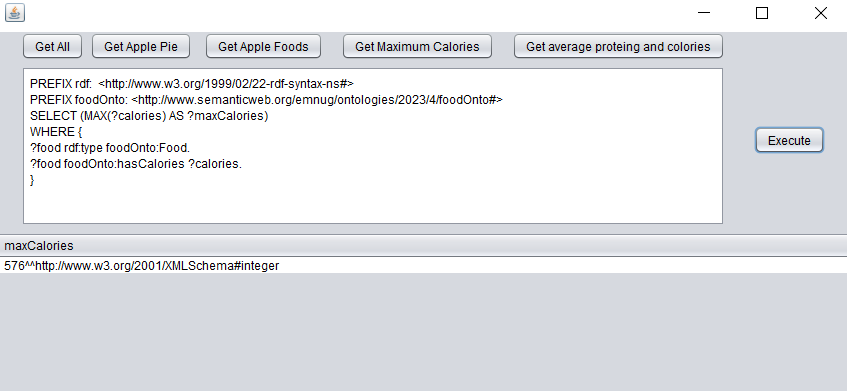 Get All Get Apple Pie Get Apple Foods Get Maximum Calories Get average proteing and colories
PREFIX rdf:  <http://www.w3.org/1999/02/22-rdf-syntax-ns#>
PREFIX foodOnto: <http://www.semanticweb.org/emnug/ontologies/2023/4/foodOnto#>
SELECT (MAX(?calories) AS ?maxCalories)
WHERE {
?food rdf:type foodOnto:Food.
?food foodOnto:hasCalories ?calories.
}
Execute
maxCalories
576^^http://www.w3.org/2001/XMLSchema#integer